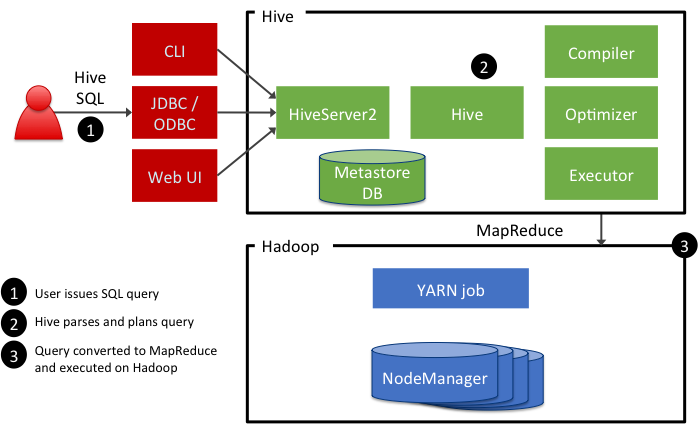 Hive
CLI
Hive
SQL
1
JDBC /
ODBC
Web UI
HiveServer2
2
Hive
Metastore
DB
Compiler
Optimizer
Executor
MapReduce
3
Hadoop
YARN job
NodeManager
1 User issues SQL query
2 Hive parses and plans query
3 Query converted to MapReduce
and executed on Hadoop